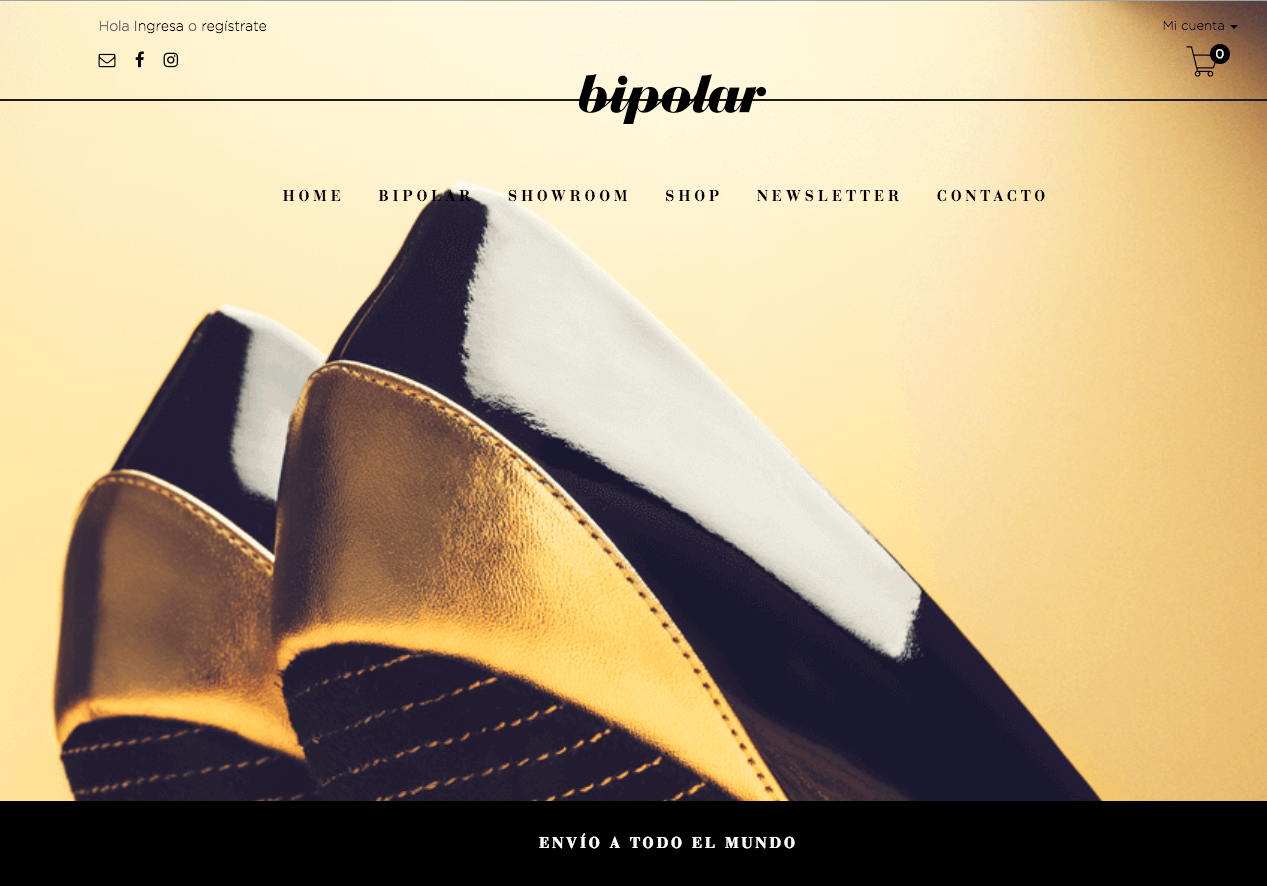 Hola Ingresa o regístrate
Mi cuenta
0
bipolar
HOME BIPOLAR SHOWROOM SHOP NEWSLETTER CONTACTO
ENVÍO A TODO EL MUNDO